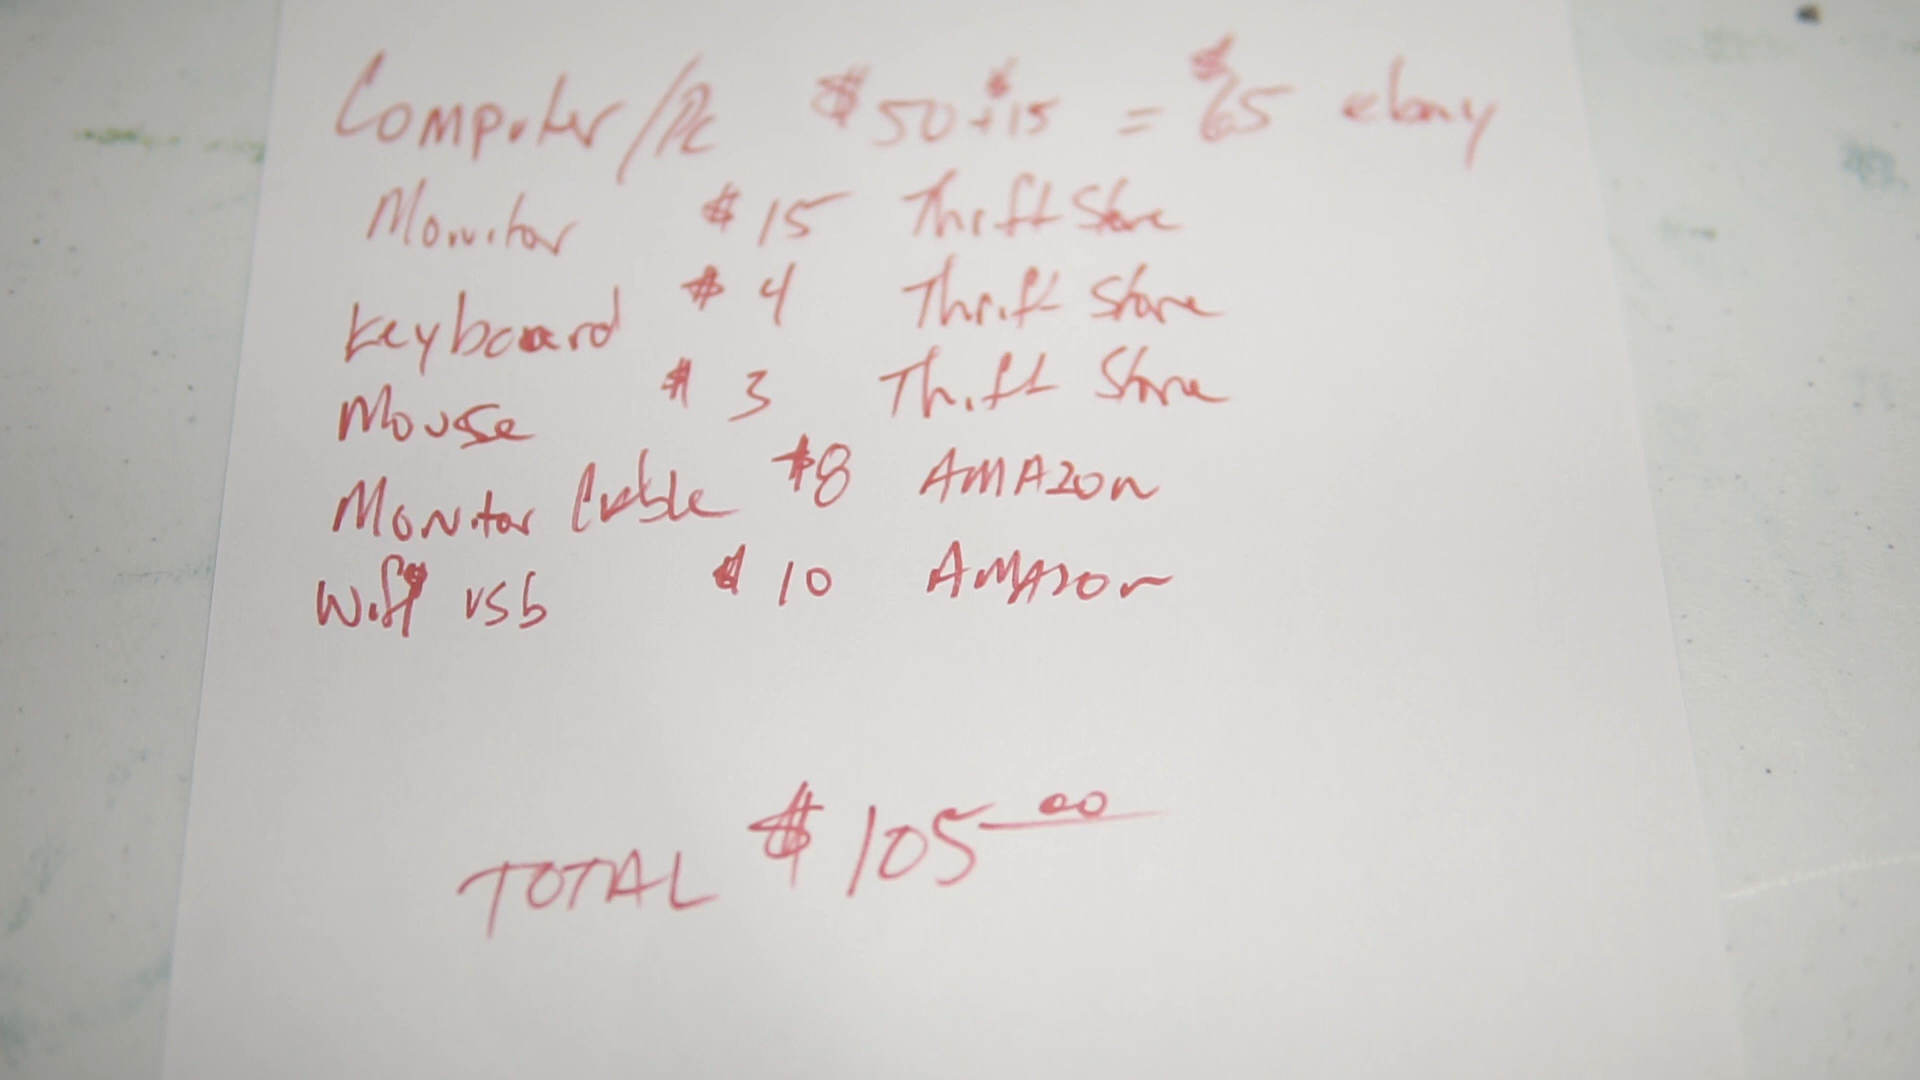 Computer/Pc $50+$15 = $65 ebay
Monitor $15 Thrift Store
Keyboard $4 Thrift Store
Mouse $3 Thrift Store
Monitor Cable $8 AMAZON
Wifi usb $10 AMAZON
TOTAL $105 00